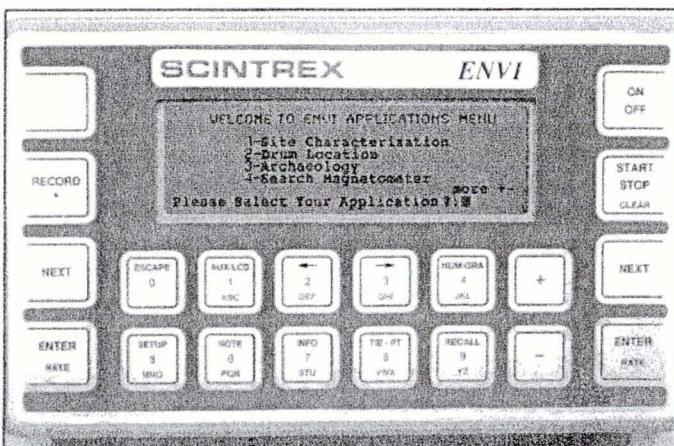 SCINTREX ENVI
WELCOME TO ENVI APPLICATIONS MENU
1-Site Characterization
2-Drum Location
3-Archaeology
4-Search Magnetometer
more +-
Please Select Your Application ?:
ON
OFF
RECORD
START
STOP
CLEAR
NEXT
ESCAPE
0
AUX-LCD
1
ABC
←
2
DEF
→
3
GHI
NUM-GRA
4
JKL
+
NEXT
ENTER
RATE
SETUP
5
MNO
NOTE
6
PQR
INFO
7
STU
TIE-PT
8
VWX
RECALL
9
YZ
-
ENTER
RATE